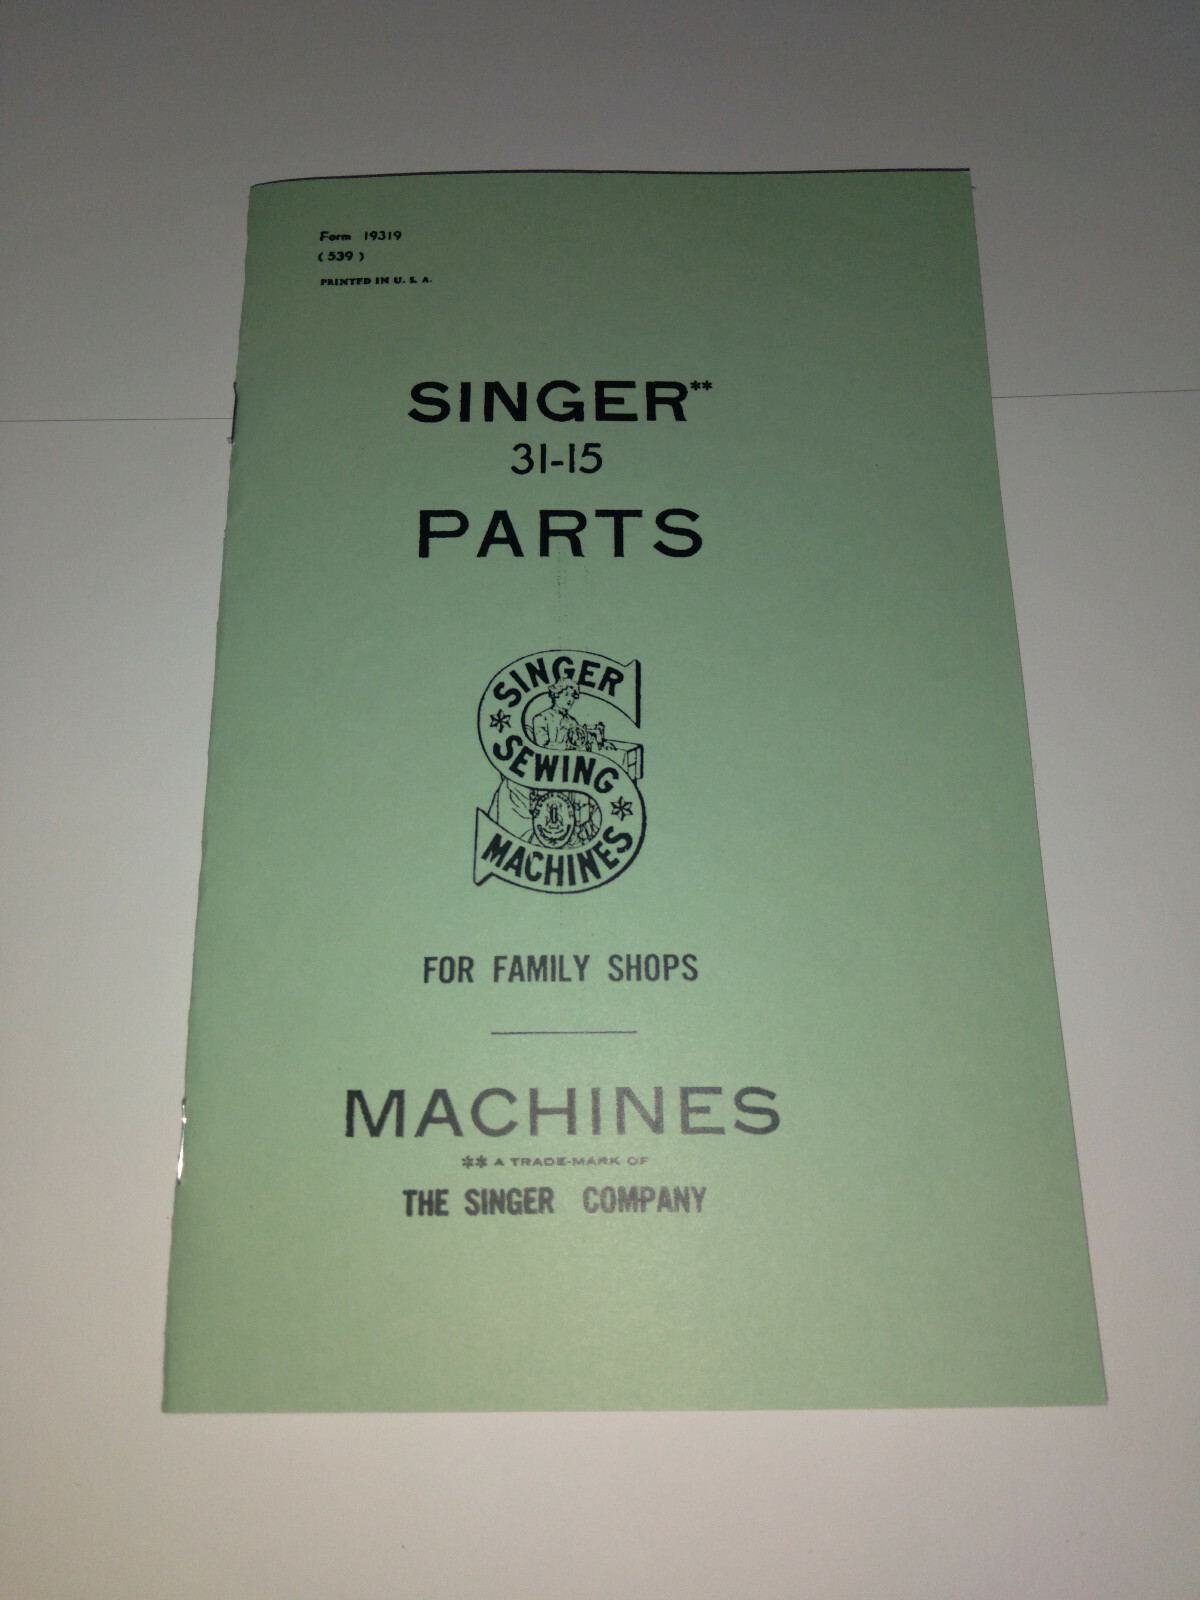 Form 19319
( 539 )
PRINTED IN U. S. A.
SINGER**
31-15
PARTS
SINGER
SEWING
MACHINES
FOR FAMILY SHOPS
MACHINES
** A TRADE-MARK OF
THE SINGER COMPANY